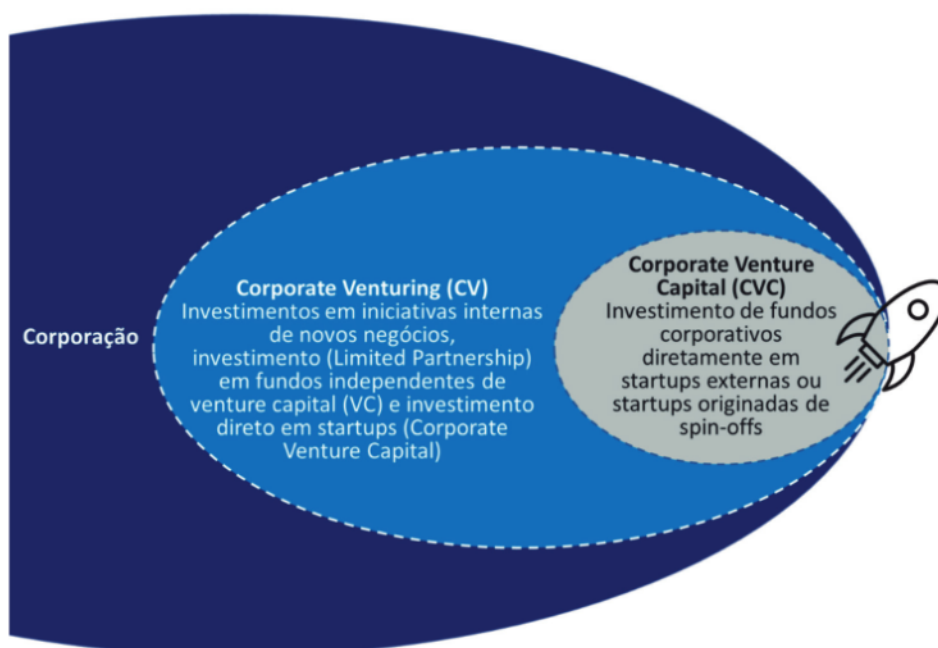 Corporação
Corporate Venturing (CV)
Investimentos em iniciativas internas
de novos negócios,
investimento (Limited Partnership)
em fundos independentes de
venture capital (VC) e investimento
direto em startups (Corporate
Venture Capital)
Corporate Venture
Capital (CVC)
Investimento de fundos
corporativos
diretamente em
startups externas ou
startups originadas de
spin-offs